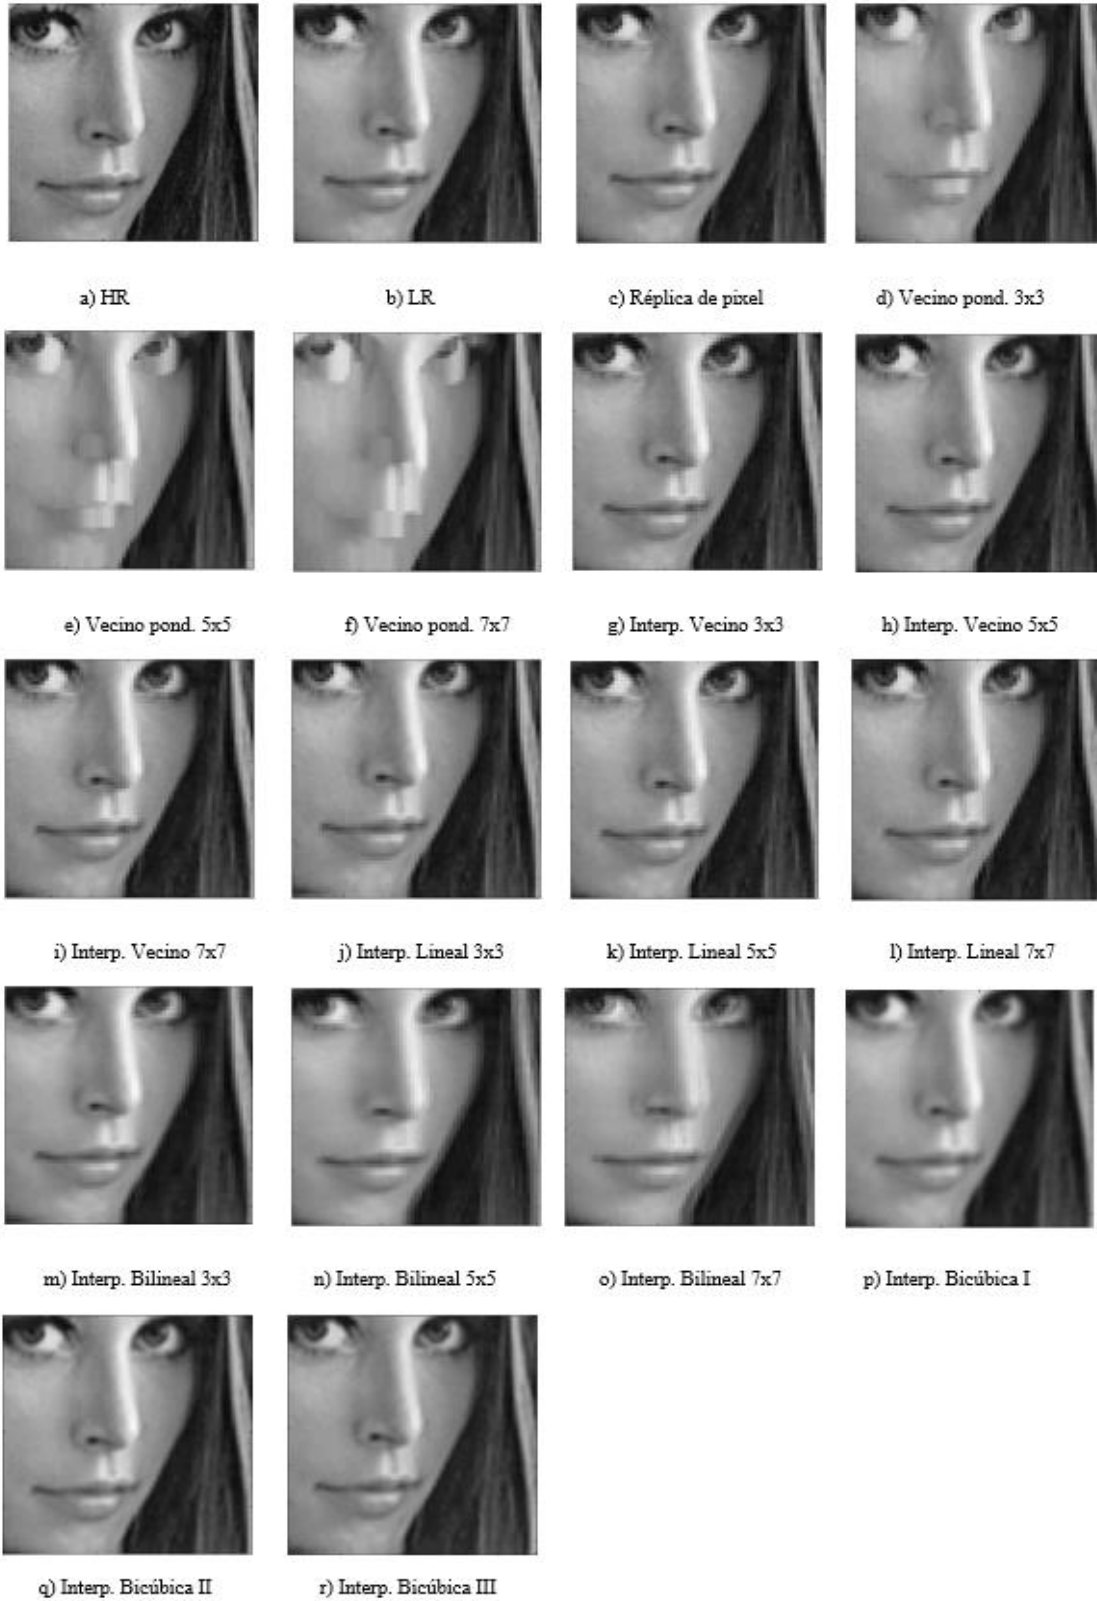 a) HR
b) LR
c) Réplica de pixel
d) Vecino pond. 3x3
e) Vecino pond. 5x5
f) Vecino pond. 7x7
g) Interp. Vecino 3x3
h) Interp. Vecino 5x5
i) Interp. Vecino 7x7
j) Interp. Lineal 3x3
k) Interp. Lineal 5x5
l) Interp. Lineal 7x7
m) Interp. Bilineal 3x3
n) Interp. Bilineal 5x5
o) Interp. Bilineal 7x7
p) Interp. Bicúbica I
q) Interp. Bicúbica II
r) Interp. Bicúbica III